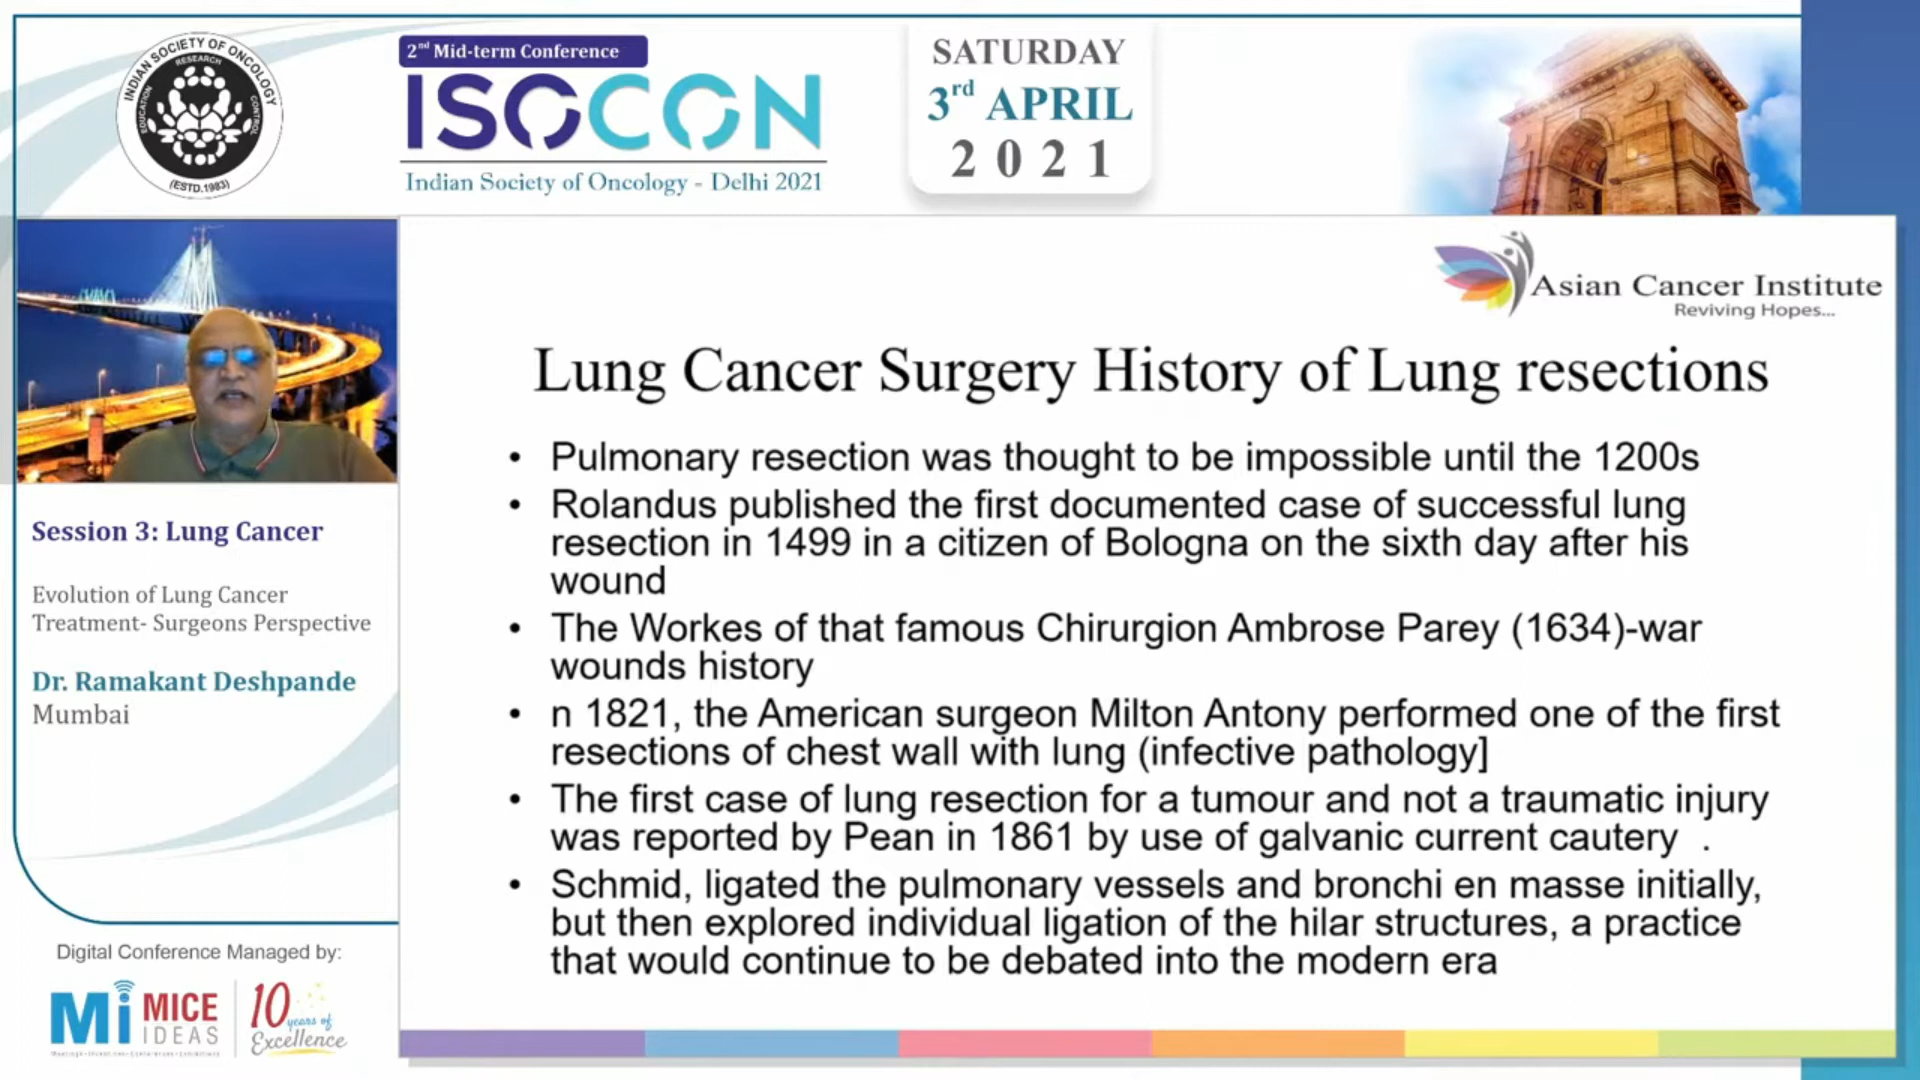 INDIAN SOCIETY OF ONCOLOGY
RESEARCH
EDUCATION
CONTROL
(ESTD.1983)
2nd Mid-term Conference
ISOCON
Indian Society of Oncology - Delhi 2021
SATURDAY
3rd APRIL
2021
Asian Cancer Institute
Reviving Hopes...
Session 3: Lung Cancer
Evolution of Lung Cancer
Treatment- Surgeons Perspective
Dr. Ramakant Deshpande
Mumbai
Lung Cancer Surgery History of Lung resections
• Pulmonary resection was thought to be impossible until the 1200s
• Rolandus published the first documented case of successful lung
resection in 1499 in a citizen of Bologna on the sixth day after his
wound
• The Workes of that famous Chirurgion Ambrose Parey (1634)-war
wounds history
• n 1821, the American surgeon Milton Antony performed one of the first
resections of chest wall with lung (infective pathology]
• The first case of lung resection for a tumour and not a traumatic injury
was reported by Pean in 1861 by use of galvanic current cautery .
• Schmid, ligated the pulmonary vessels and bronchi en masse initially,
but then explored individual ligation of the hilar structures, a practice
that would continue to be debated into the modern era
Digital Conference Managed by:
Mi MICE
IDEAS
10
years of
Excellence